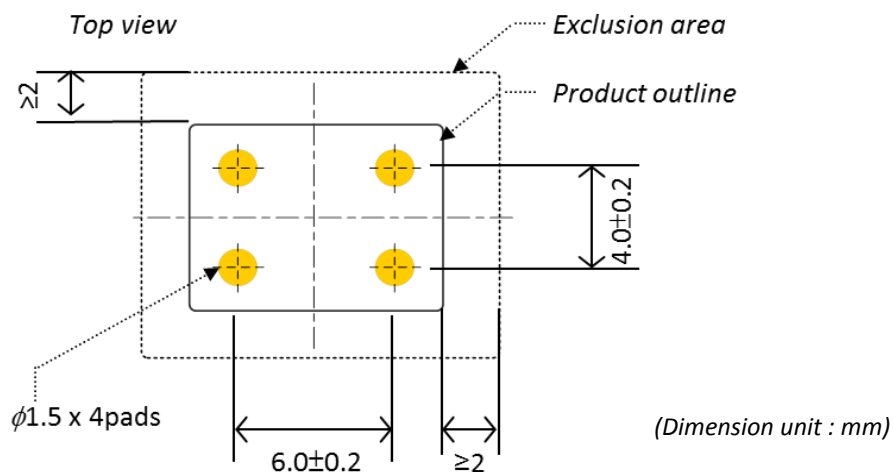 Top view
Exclusion area
≥2
Product outline
4.0±0.2
ϕ1.5 x 4pads
6.0±0.2
≥2
(Dimension unit : mm)